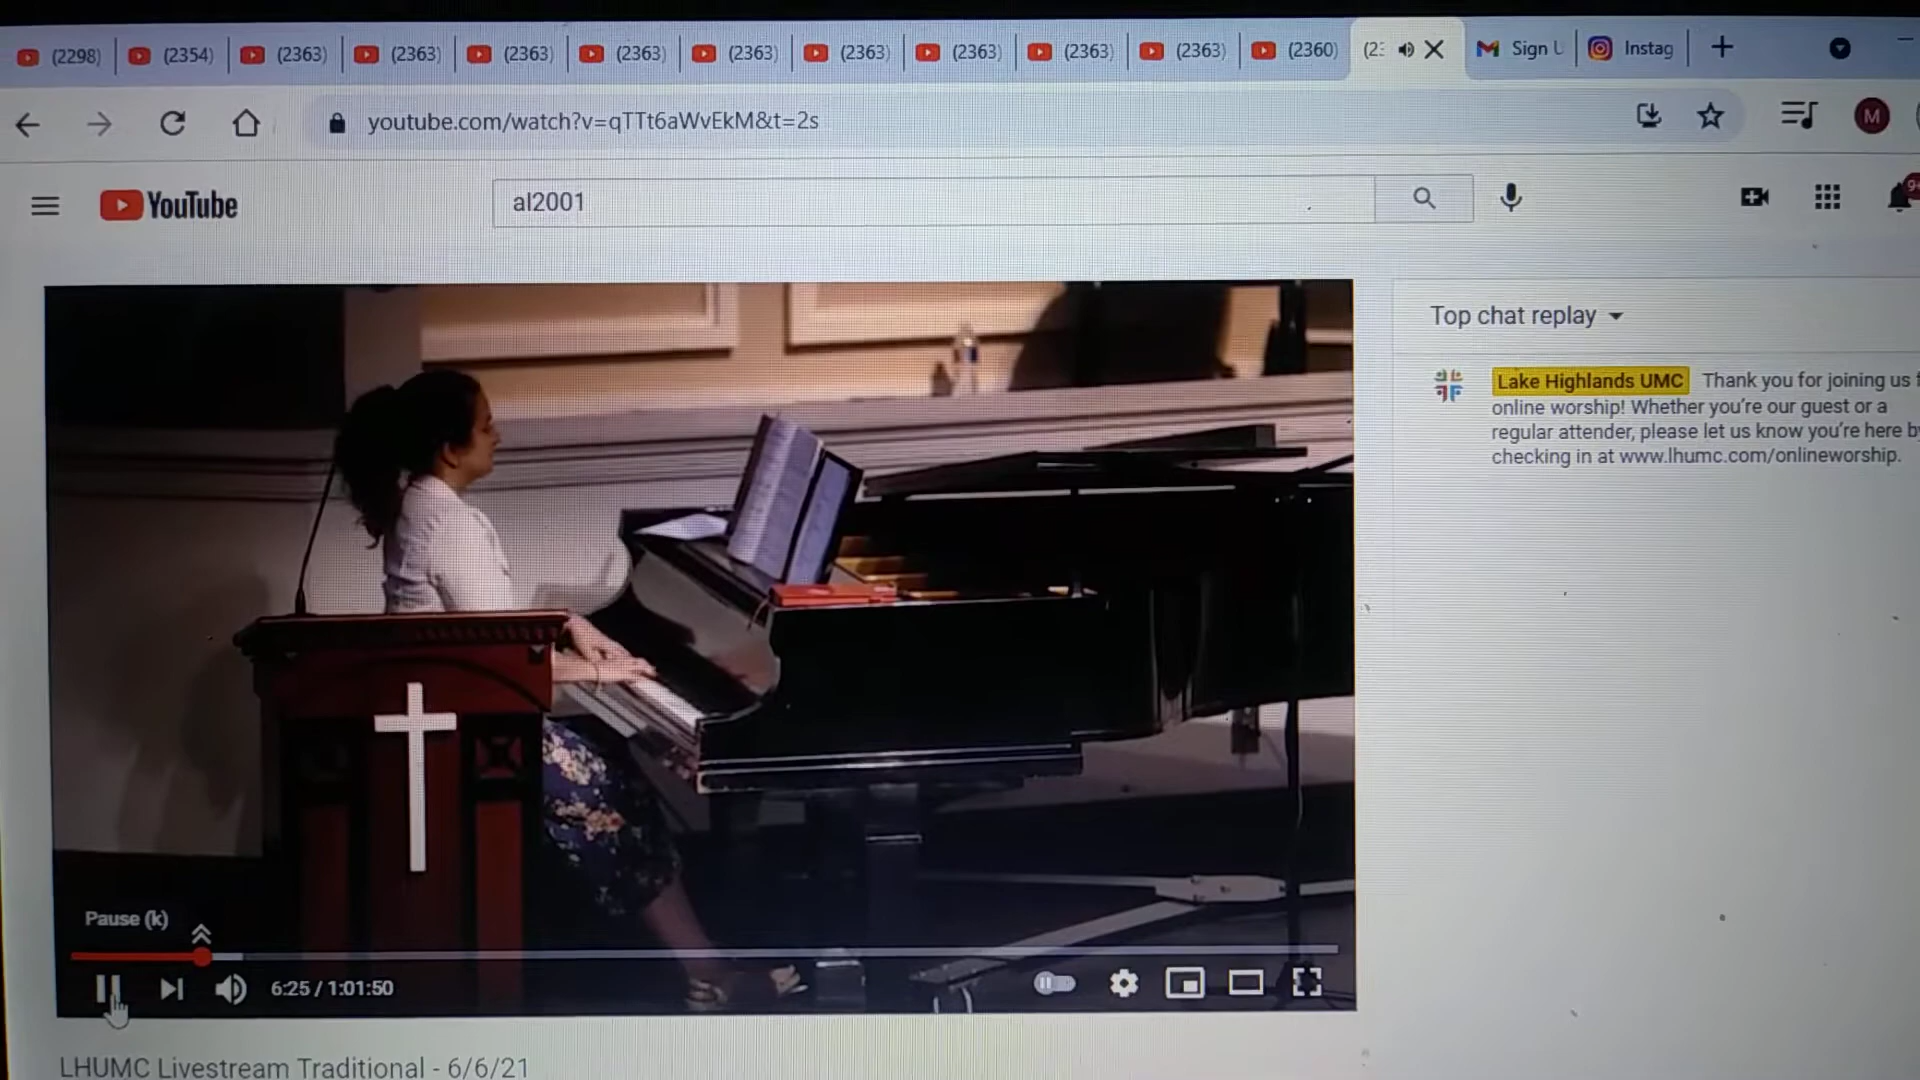 (2298) (2354) (2363) (2363) (2363) (2363) (2363) (2363) (2363) (2363) (2363) (2360) Sign Instag
youtube.com/watch?v=qTTt6aWvEkM&t=2s
M
YouTube
al2001
9+
Top chat replay
Lake Highlands UMC Thank you for joining us
online worship! Whether you're our guest or a
regular attender, please let us know you're here
checking in at www.lhumc.com/onlineworship.
Pause (k)
6:25 / 1:01:50
LHUMC Livestream Traditional - 6/6/21